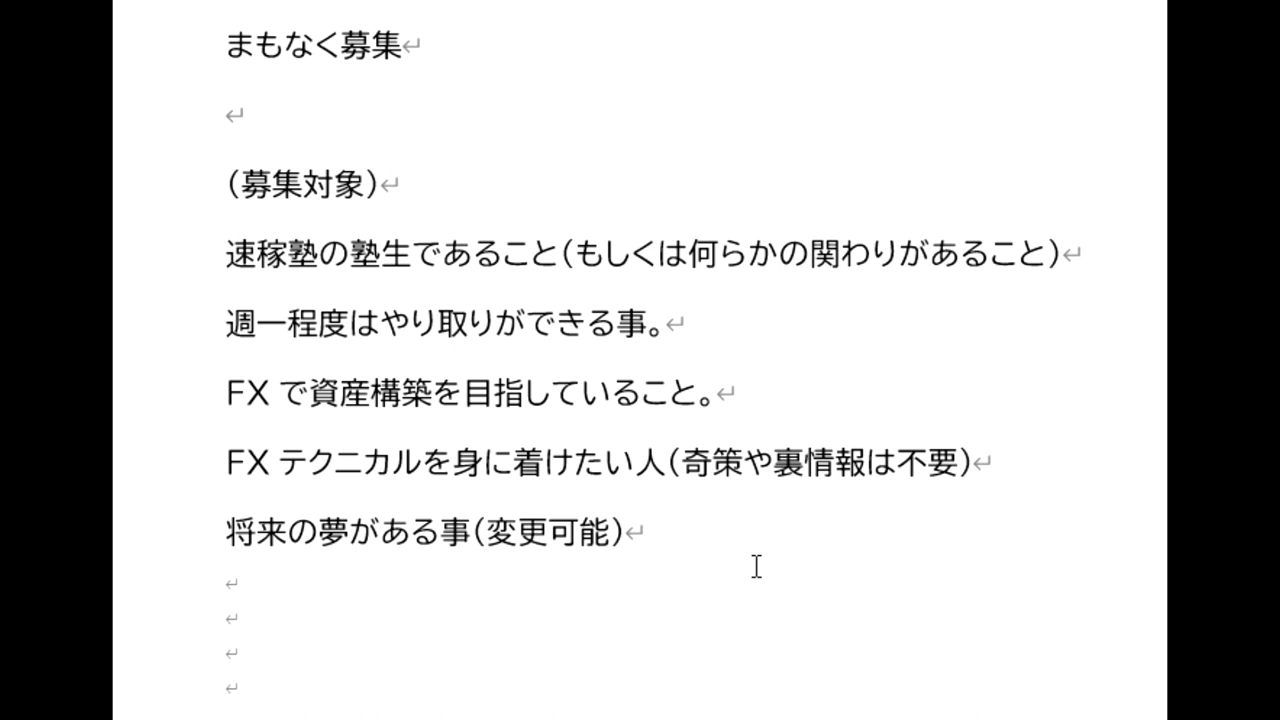 まもなく募集
（募集対象）
速稼塾の塾生であること（もしくは何らかの関わりがあること）
週一程度はやり取りができる事。
FX で資産構築を目指していること。
FX テクニカルを身に着けたい人（奇策や裏情報は不要）
将来の夢がある事（変更可能）